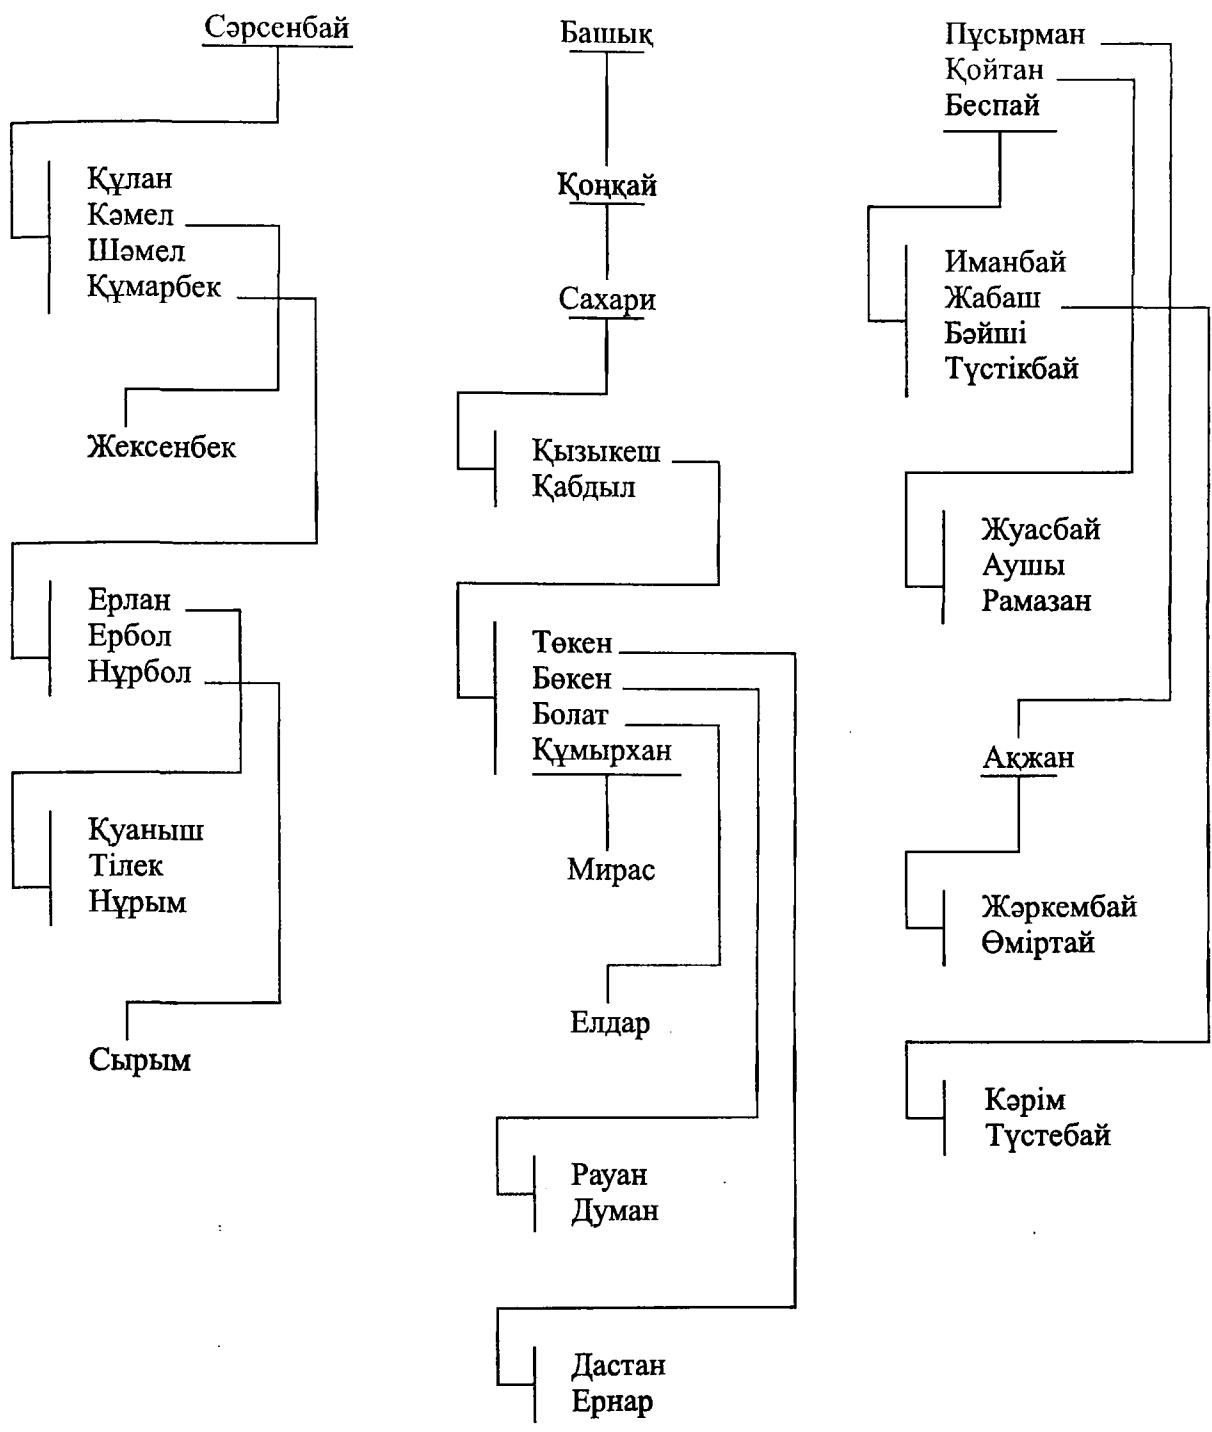 Сәрсенбай
Құлан
Кәмел
Шәмел
Құмарбек
Жексенбек
Ерлан
Ербол
Нұрбол
Қуаныш
Тілек
Нұрым
Сырым
Башық
Қоңқай
Сахари
Қызыкеш
Қабдыл
Төкен
Бөкен
Болат
Құмырхан
Мирас
Елдар
Рауан
Думан
Дастан
Ернар
Пұсырман
Қойтан
Беспай
Иманбай
Жабаш
Бәйші
Түстікбай
Жуасбай
Аушы
Рамазан
Ақжан
Жәркембай
Өміртай
Кәрім
Түстебай